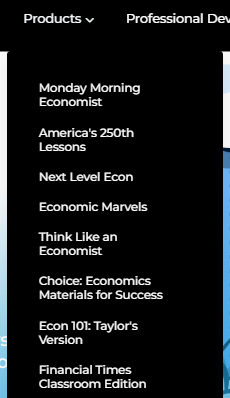 Products Professional Dev
Monday Morning
Economist
America's 250th
Lessons
Next Level Econ
Economic Marvels
Think Like an
Economist
Choice: Economics
Materials for Success
Econ 101: Taylor's
Version
Financial Times
Classroom Edition